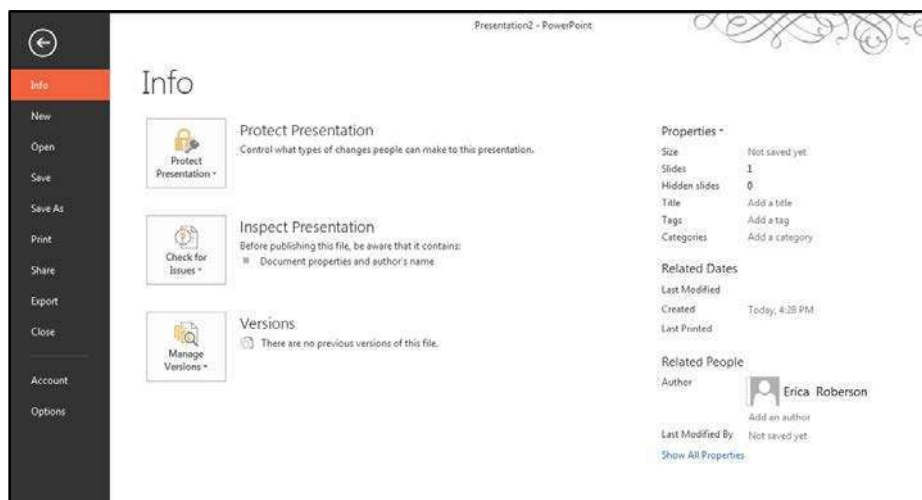 Presentation2 - PowerPoint
Info
New
Open
Save
Save As
Print
Share
Export
Close
Account
Options
Info
Protect
Presentation
Protect Presentation
Control what types of changes people can make to this presentation.
Check for
Issues
Inspect Presentation
Before publishing this file, be aware that it contains:
Document properties and author's name
Manage
Versions
Versions
There are no previous versions of this file.
Properties
Size Not saved yet
Slides 1
Hidden slides 0
Title Add a title
Tags Add a tag
Categories Add a category
Related Dates
Last Modified
Created Today, 4:28 PM
Last Printed
Related People
Author Erica Roberson
Add an author
Last Modified By Not saved yet
Show All Properties